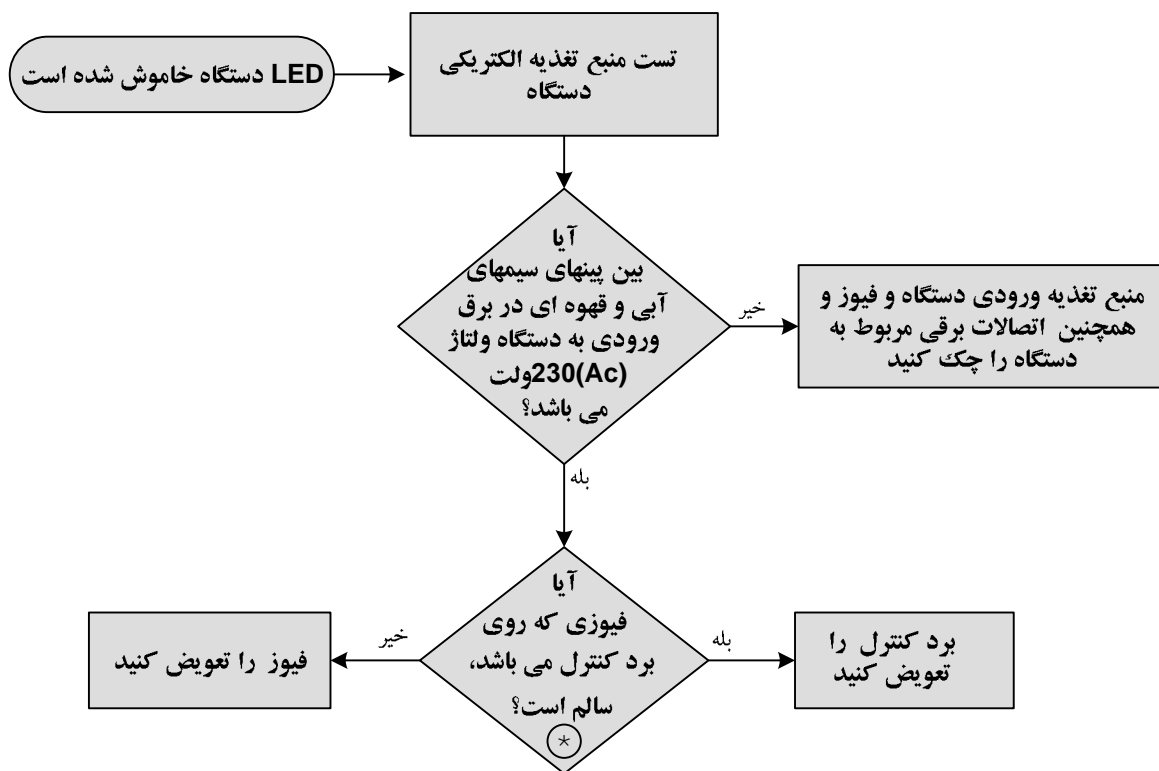 LED دستگاه خاموش شده است
تست منبع تغذیه الکتریکی
دستگاه
آیا
بین پینهای سیمهای
آبی و قهوه ای در برق
ورودی به دستگاه ولتاژ
230(Ac)ولت
می باشد؟
خیر
منبع تغذیه ورودی دستگاه و فیوز و
همچنین اتصالات برقی مربوط به
دستگاه را چک کنید
بله
آیا
فیوزی که روی
برد کنترل می باشد،
سالم است؟
*
بله
برد کنترل را
تعویض کنید
خیر
فیوز را تعویض کنید